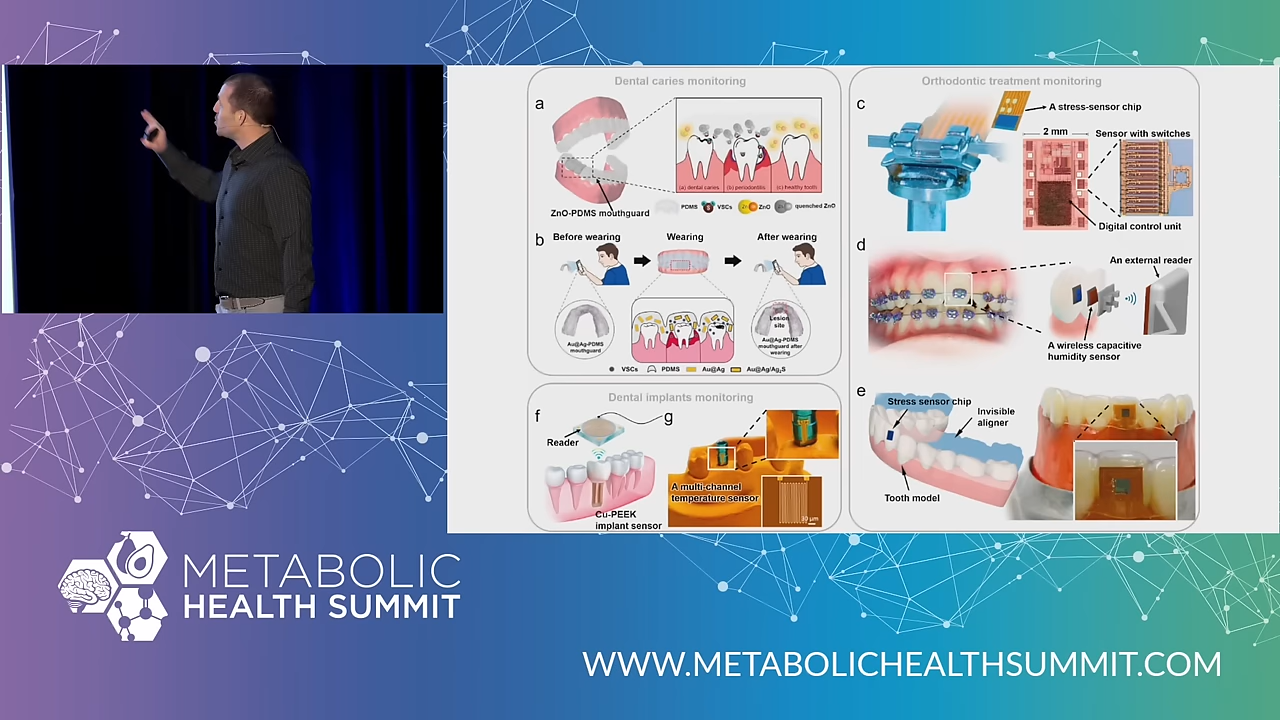 Dental caries monitoring
a
(a) dental caries
(b) periodontitis
(c) healthy tooth
ZnO-PDMS mouthguard
PDMS
VSCs
ZnO
quenched ZnO
b
Before wearing
Wearing
After wearing
Au@Ag-PDMS
mouthguard
Lesion
site
Au@Ag-PDMS
mouthguard after
wearing
VSCs
PDMS
Au@Ag
Au@Ag/Ag₂S
Orthodontic treatment monitoring
c
A stress-sensor chip
2 mm
Sensor with switches
Digital control unit
d
An external reader
A wireless capacitive
humidity sensor
e
Stress sensor chip
Invisible
aligner
Tooth model
Dental implants monitoring
f
Reader
Cu-PEEK
implant sensor
g
A multi-channel
temperature sensor
METABOLIC
HEALTH SUMMIT
WWW.METABOLICHEALTHSUMMIT.COM